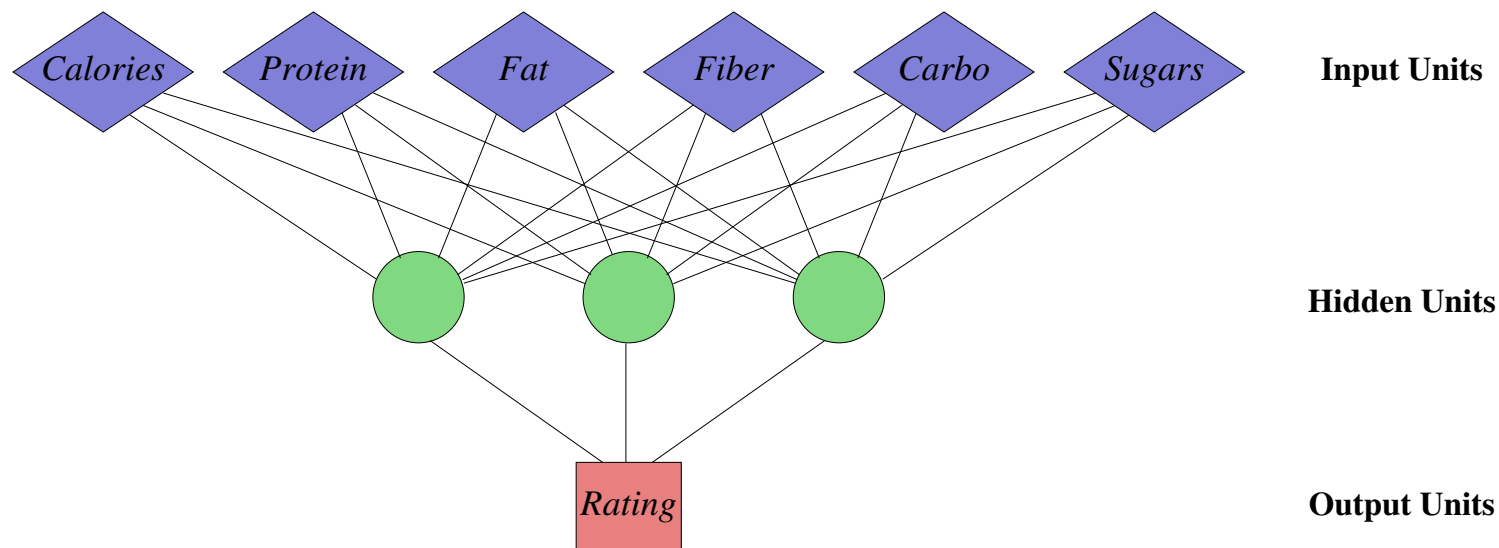 Calories Protein Fat Fiber Carbo Sugars Input Units
Hidden Units
Rating Output Units